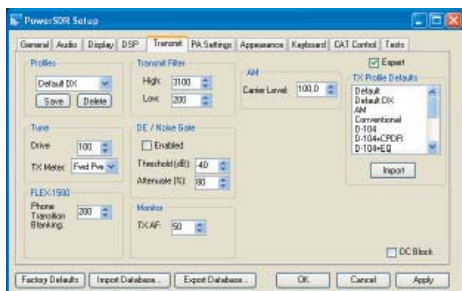 PowerSDR Setup
General Audio Display DSP Transmit PA Settings Appearance Keyboard CAT Control Tests
Profiles
Default DX
Save Delete
Transmit Filter
High: 3100
Low: 200
AM
Carrier Level: 100,0
Expert
TX Profile Defaults
Default
Default DX
AM
Conventional
D-104
D-104+CPDR
D-104+EQ
Import
Tune
Drive 100
TX Meter: Fwd Pwr
DE / Noise Gate
Enabled
Threshold (dB): -40
Attenuate (%): 80
FLEX-1500
Phone Transition Blanking: 200
Monitor
TX AF: 50
DC Block
Factory Defaults Import Database... Export Database... OK Cancel Apply